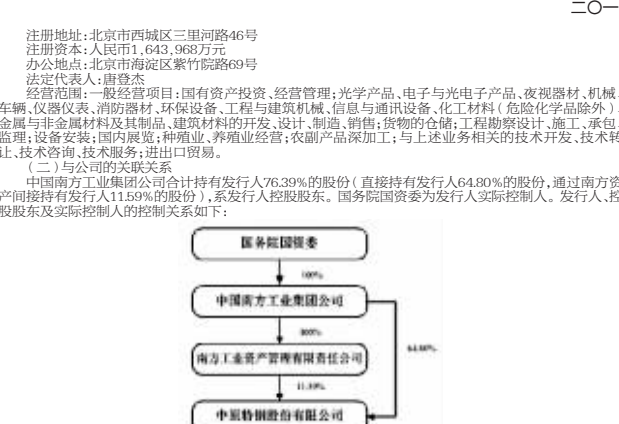 二○一
注册地址:北京市西城区三里河路46号
注册资本:人民币1,643,968万元
办公地点:北京市海淀区紫竹院路69号
法定代表人:唐登杰
经营范围:一般经营项目:国有资产投资、经营管理;光学产品、电子与光电子产品、夜视器材、机械、
车辆、仪器仪表、消防器材、环保设备、工程与建筑机械、信息与通讯设备、化工材料(危险化学品除外)、
金属与非金属材料及其制品、建筑材料的开发、设计、制造、销售;货物的仓储;工程勘察设计、施工、承包、
监理;设备安装;国内展览;种植业、养殖业经营;农副产品深加工;与上述业务相关的技术开发、技术转
让、技术咨询、技术服务;进出口贸易。
(二)与公司的关联关系
中国南方工业集团公司合计持有发行人76.39%的股份(直接持有发行人64.80%的股份,通过南方资
产间接持有发行人11.59%的股份),系发行人控股股东。国务院国资委为发行人实际控制人。发行人、控
股股东及实际控制人的控制关系如下:
国务院国资委
100%
中国南方工业集团公司
100%
64.80%
南方工业资产管理有限责任公司
11.59%
中原特钢股份有限公司